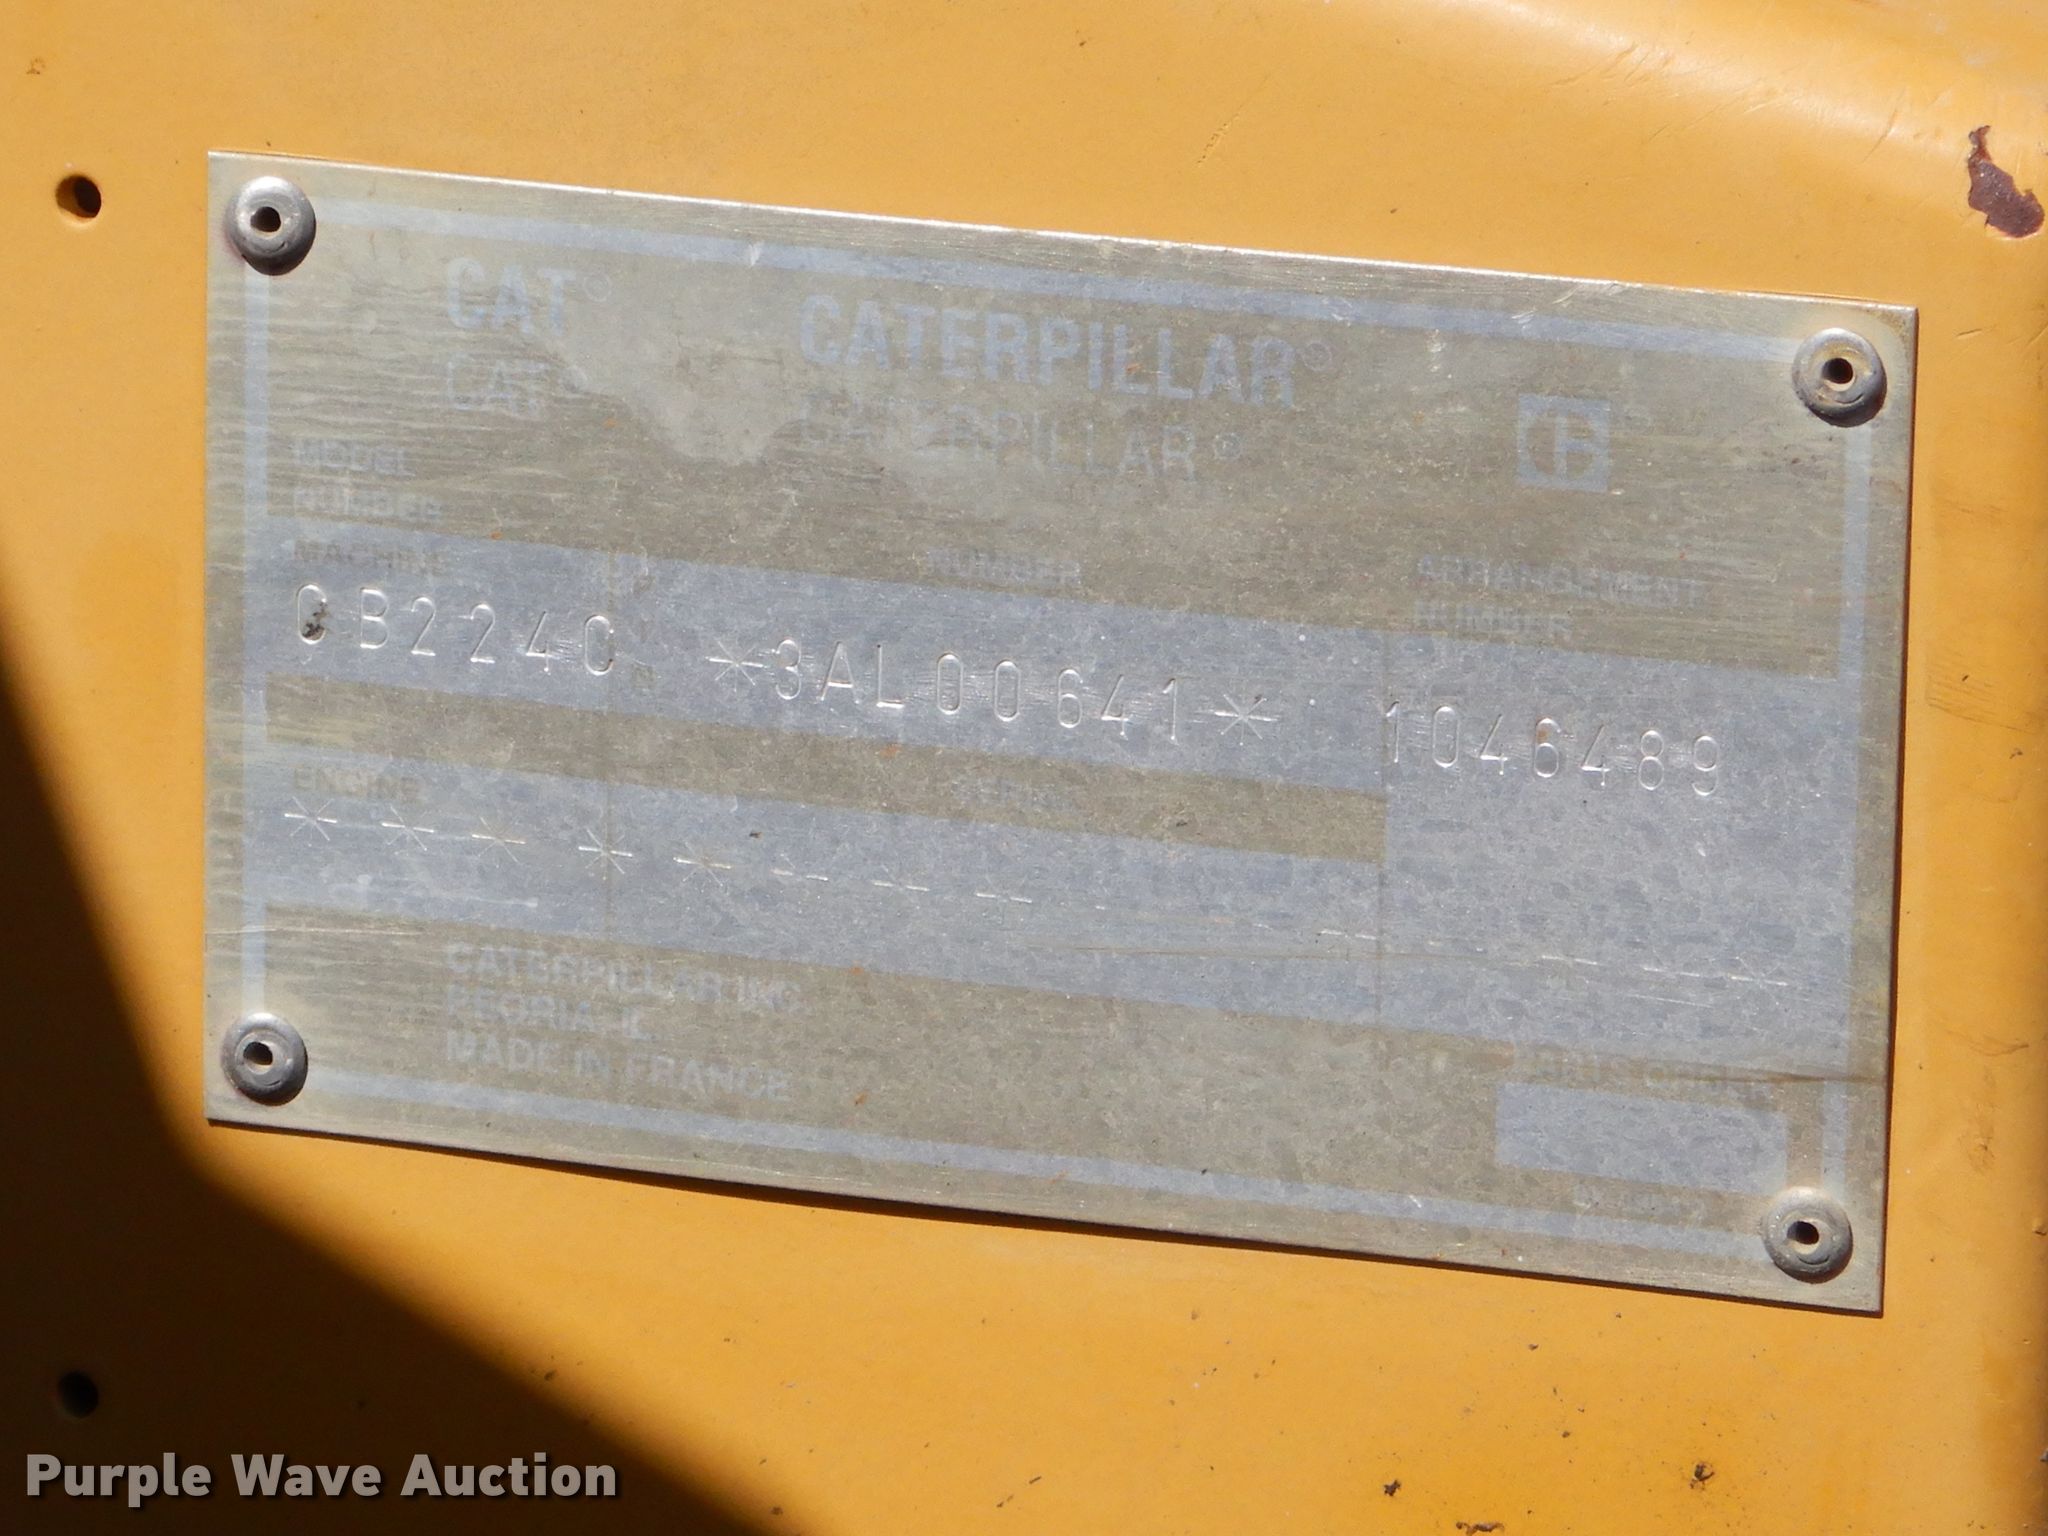 CAT® CATERPILLAR®
CAT® CATERPILLAR®
MODEL
NUMBER
MACHINE NUMBER ARRANGEMENT
NUMBER
CB224C *3AL00641* 1046489
ENGINE
CATERPILLAR INC.
PEORIA, IL
MADE IN FRANCE
Purple Wave Auction